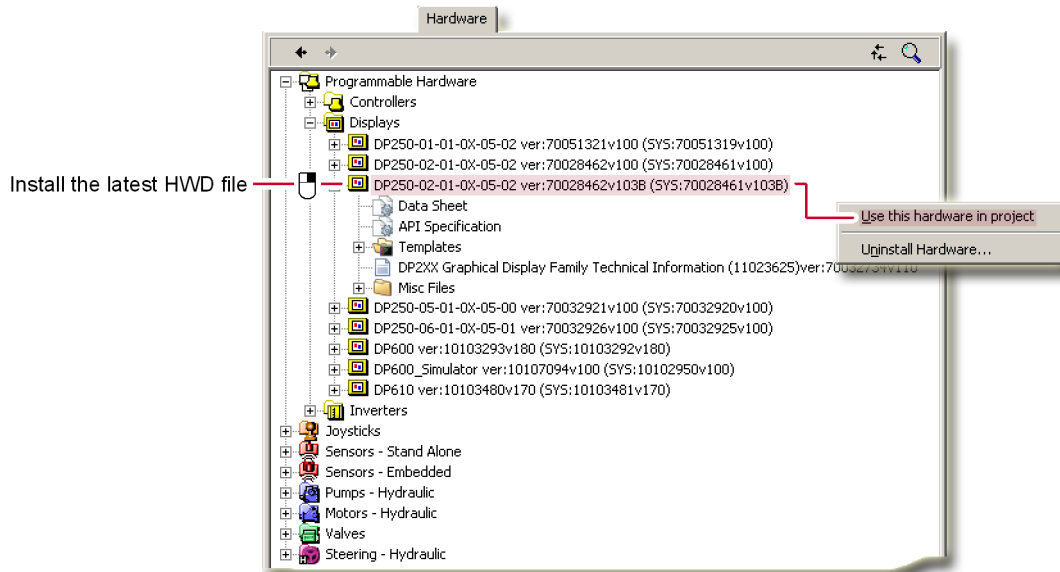 Hardware
Programmable Hardware
Controllers
Displays
DP250-01-01-0X-05-02 ver:70051321v100 (SYS:70051319v100)
DP250-02-01-0X-05-02 ver:70028462v100 (SYS:70028461v100)
Install the latest HWD file
DP250-02-01-0X-05-02 ver:70028462v103B (SYS:70028461v103B)
Data Sheet
API Specification
Templates
DP2XX Graphical Display Family Technical Information (11023625)ver:70032734v110
Misc Files
DP250-05-01-0X-05-00 ver:70032921v100 (SYS:70032920v100)
DP250-06-01-0X-05-01 ver:70032926v100 (SYS:70032925v100)
DP600 ver:10103293v180 (SYS:10103292v180)
DP600_Simulator ver:10107094v100 (SYS:10102950v100)
DP610 ver:10103480v170 (SYS:10103481v170)
Inverters
Joysticks
Sensors - Stand Alone
Sensors - Embedded
Pumps - Hydraulic
Motors - Hydraulic
Valves
Steering - Hydraulic
Use this hardware in project
Uninstall Hardware...